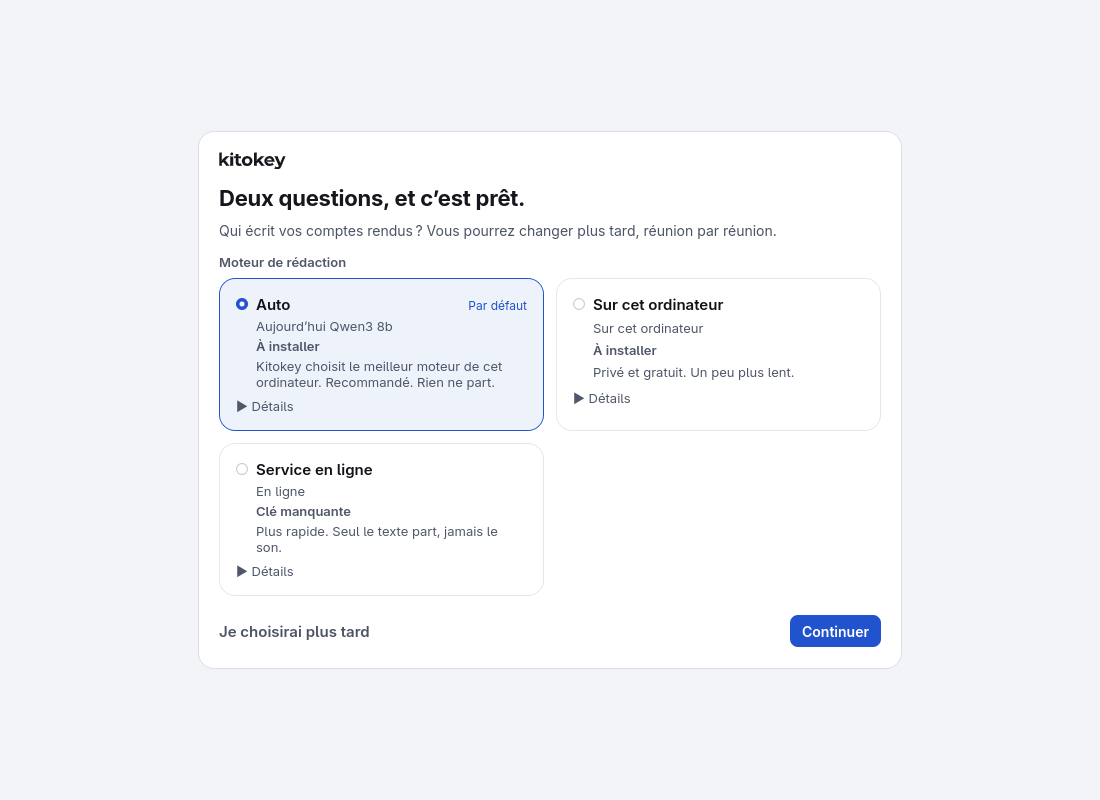 kitokey
Deux questions, et c’est prêt.
Qui écrit vos comptes rendus ? Vous pourrez changer plus tard, réunion par réunion.
Moteur de rédaction
Auto
Par défaut
Aujourd’hui Qwen3 8b
À installer
Kitokey choisit le meilleur moteur de cet
ordinateur. Recommandé. Rien ne part.
▶ Détails
Sur cet ordinateur
Sur cet ordinateur
À installer
Privé et gratuit. Un peu plus lent.
▶ Détails
Service en ligne
En ligne
Clé manquante
Plus rapide. Seul le texte part, jamais le
son.
▶ Détails
Je choisirai plus tard
Continuer